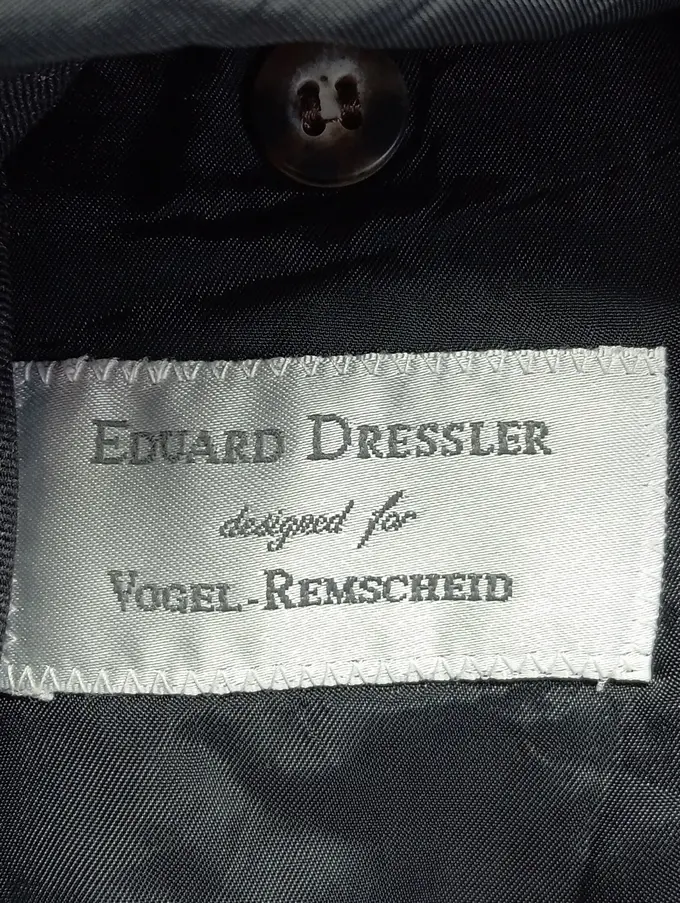 EDUARD DRESSLER
designed for
VOGEL-REMSCHEID